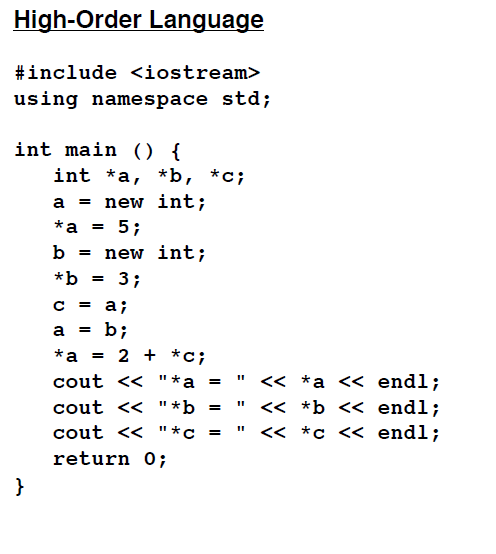 High-Order Language
#include <iostream>
using namespace std;
int main () {
int *a, *b, *c;
a = new int;
*a = 5;
b = new int;
*b = 3;
c = a;
a = b;
*a = 2 + *c;
cout << "*a = " << *a << endl;
cout << "*b = " << *b << endl;
cout << "*c = " << *c << endl;
return 0;
}